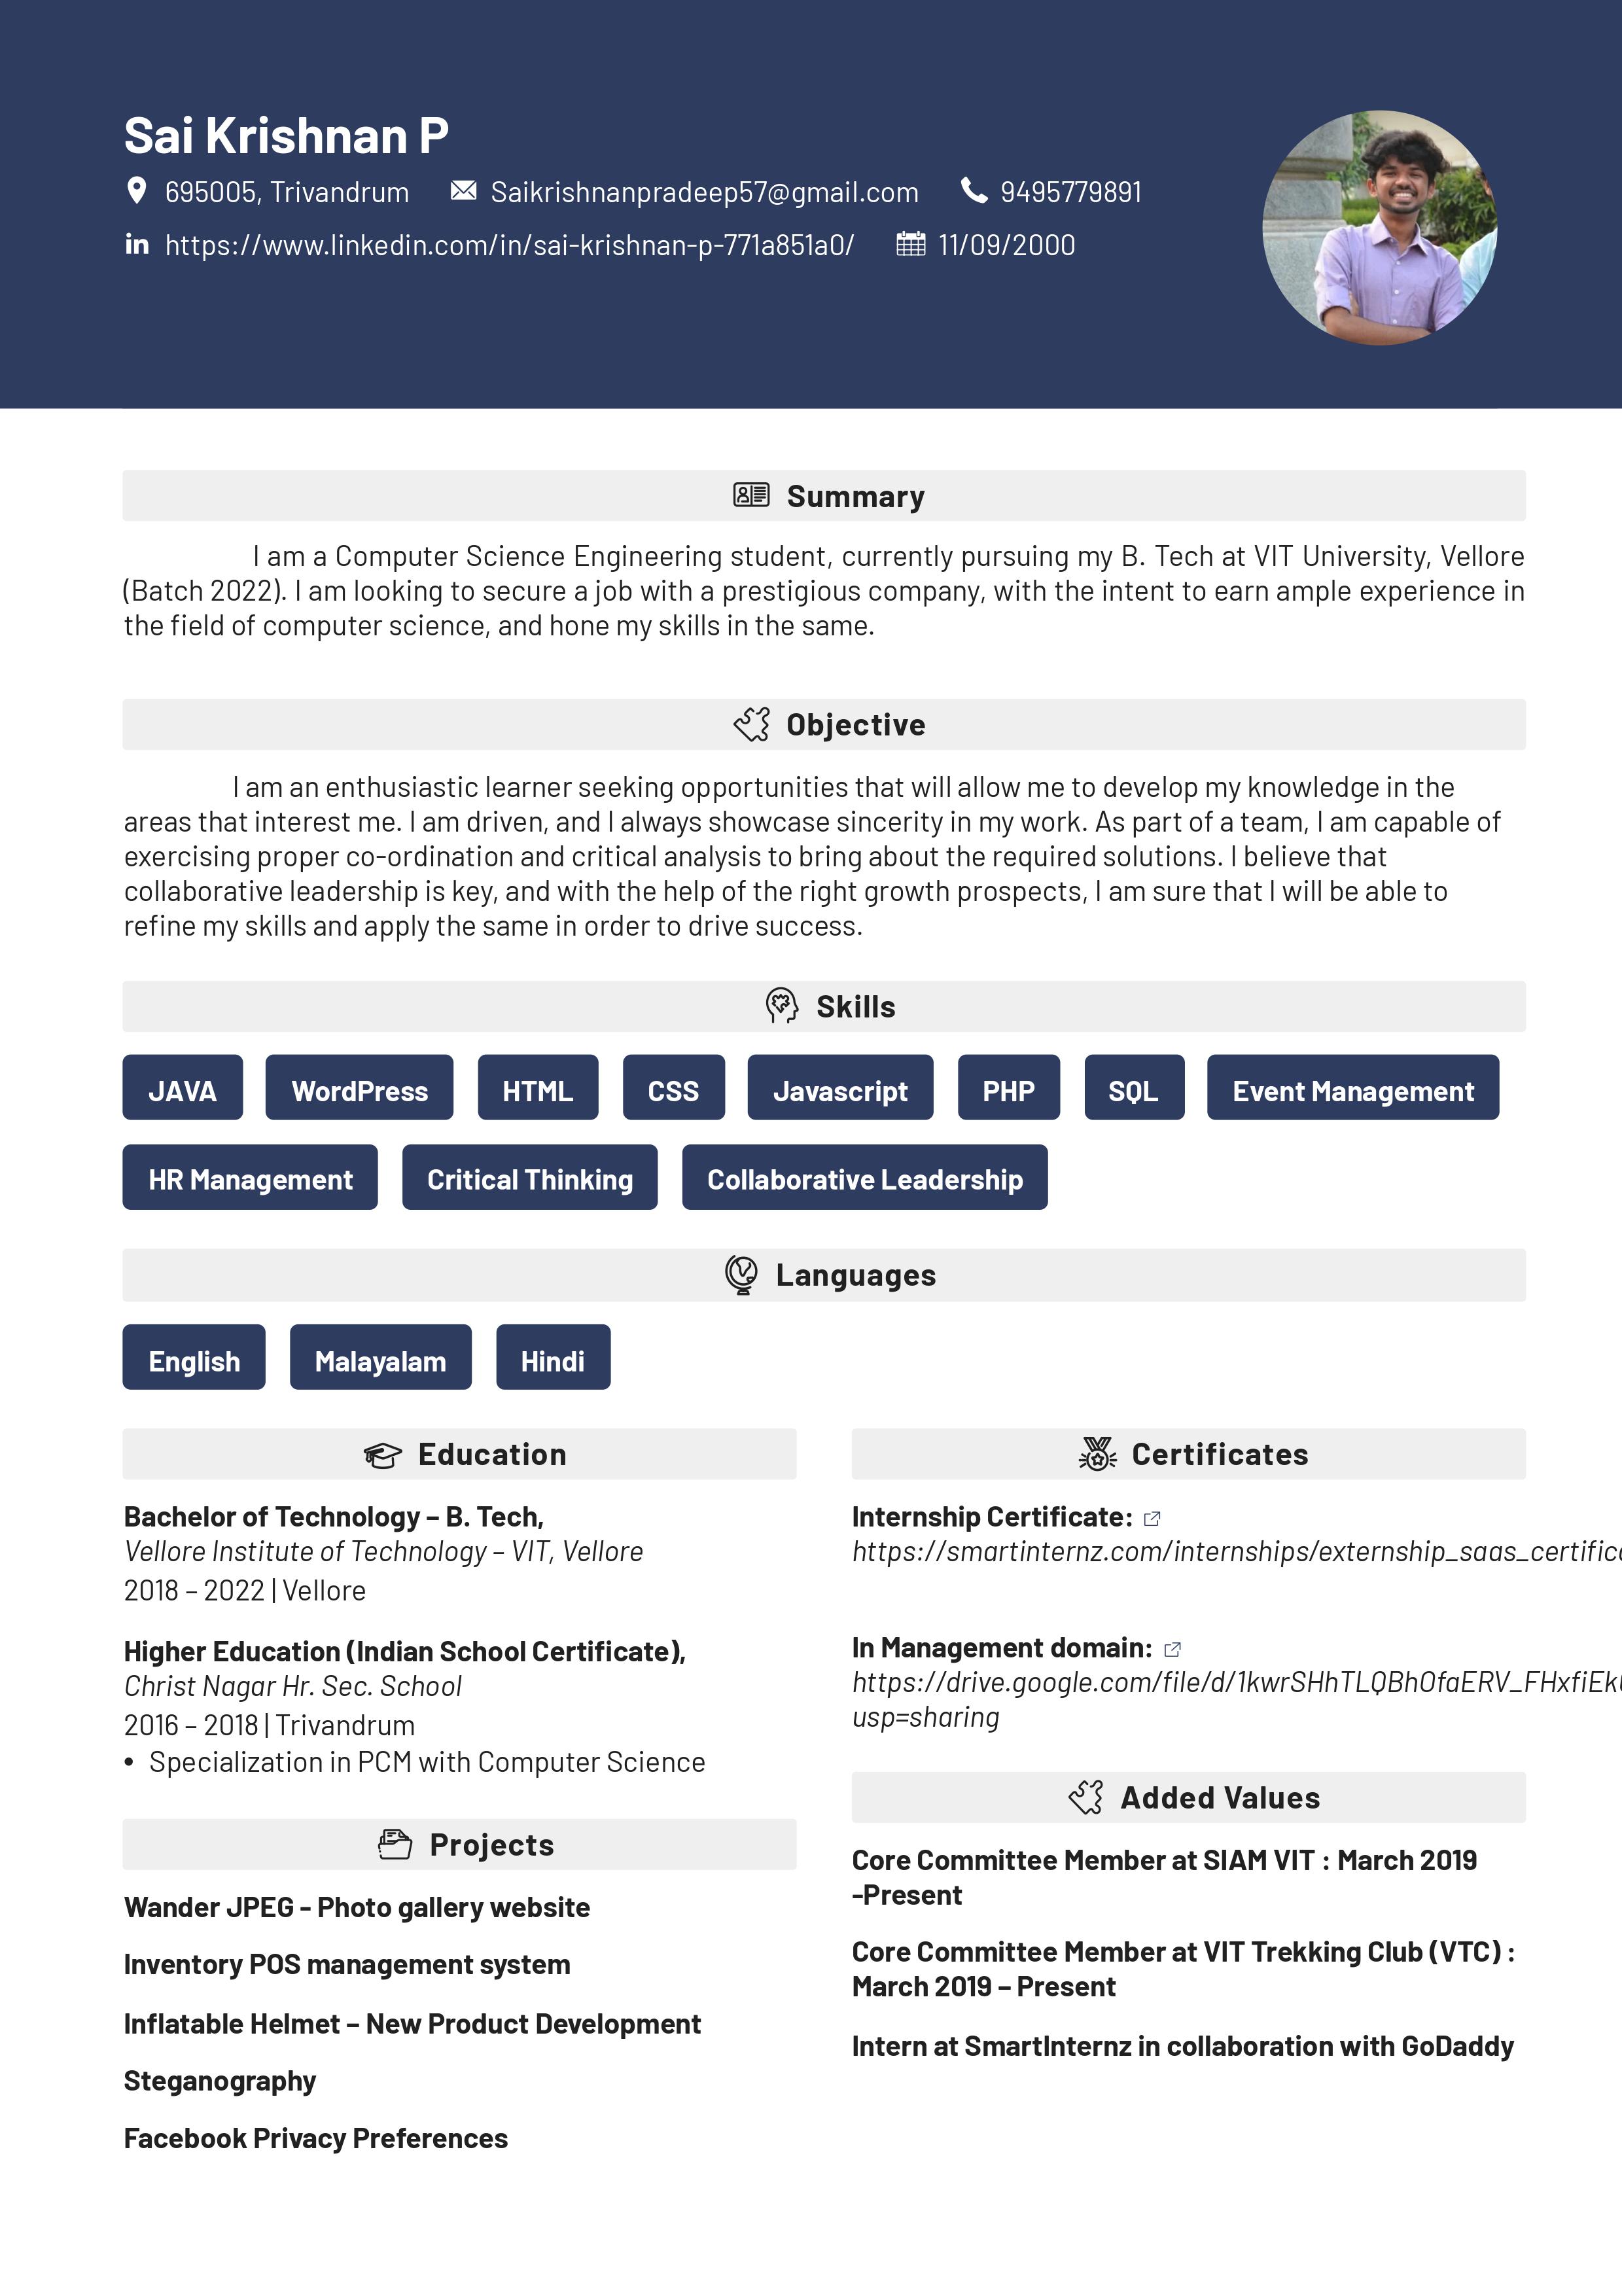 Sai Krishnan P
695005, Trivandrum Saikrishnanpradeep57@gmail.com 9495779891
https://www.linkedin.com/in/sai-krishnan-p-771a851a0/ 11/09/2000
Summary
I am a Computer Science Engineering student, currently pursuing my B. Tech at VIT University, Vellore
(Batch 2022). I am looking to secure a job with a prestigious company, with the intent to earn ample experience in
the field of computer science, and hone my skills in the same.
Objective
I am an enthusiastic learner seeking opportunities that will allow me to develop my knowledge in the
areas that interest me. I am driven, and I always showcase sincerity in my work. As part of a team, I am capable of
exercising proper co-ordination and critical analysis to bring about the required solutions. I believe that
collaborative leadership is key, and with the help of the right growth prospects, I am sure that I will be able to
refine my skills and apply the same in order to drive success.
Skills
JAVA WordPress HTML CSS Javascript PHP SQL Event Management
HR Management Critical Thinking Collaborative Leadership
Languages
English Malayalam Hindi
Education
Bachelor of Technology – B. Tech,
Vellore Institute of Technology – VIT, Vellore
2018 – 2022 | Vellore
Higher Education (Indian School Certificate),
Christ Nagar Hr. Sec. School
2016 – 2018 | Trivandrum
• Specialization in PCM with Computer Science
Projects
Wander JPEG - Photo gallery website
Inventory POS management system
Inflatable Helmet – New Product Development
Steganography
Facebook Privacy Preferences
Certificates
Internship Certificate:
https://smartinternz.com/internships/externship_saas_certific
In Management domain:
https://drive.google.com/file/d/1kwrSHhTLQBhOfaERV_FHxfiEk
usp=sharing
Added Values
Core Committee Member at SIAM VIT : March 2019
-Present
Core Committee Member at VIT Trekking Club (VTC) :
March 2019 – Present
Intern at SmartInternz in collaboration with GoDaddy